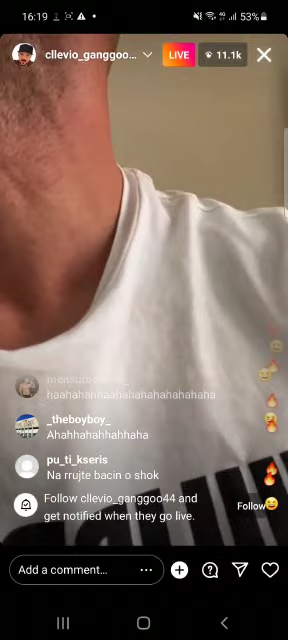 16:19
53%
cllevio_ganggoo...
LIVE
11.1k
haahahahhaahahahahahahahaha
_theboyboy_
Ahahhahahhahhaha
pu_ti_kseris
Na rrujte bacin o shok
Follow cllevio_ganggoo44 and
get notified when they go live.
Follow
Add a comment...